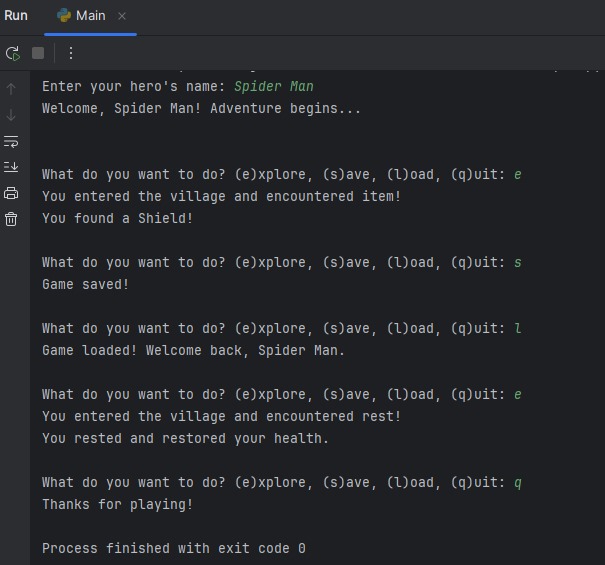 Run
Main
Enter your hero's name: Spider Man
Welcome, Spider Man! Adventure begins...
What do you want to do? (e)xplore, (s)ave, (l)oad, (q)uit: e
You entered the village and encountered item!
You found a Shield!
What do you want to do? (e)xplore, (s)ave, (l)oad, (q)uit: s
Game saved!
What do you want to do? (e)xplore, (s)ave, (l)oad, (q)uit: l
Game loaded! Welcome back, Spider Man.
What do you want to do? (e)xplore, (s)ave, (l)oad, (q)uit: e
You entered the village and encountered rest!
You rested and restored your health.
What do you want to do? (e)xplore, (s)ave, (l)oad, (q)uit: q
Thanks for playing!
Process finished with exit code 0